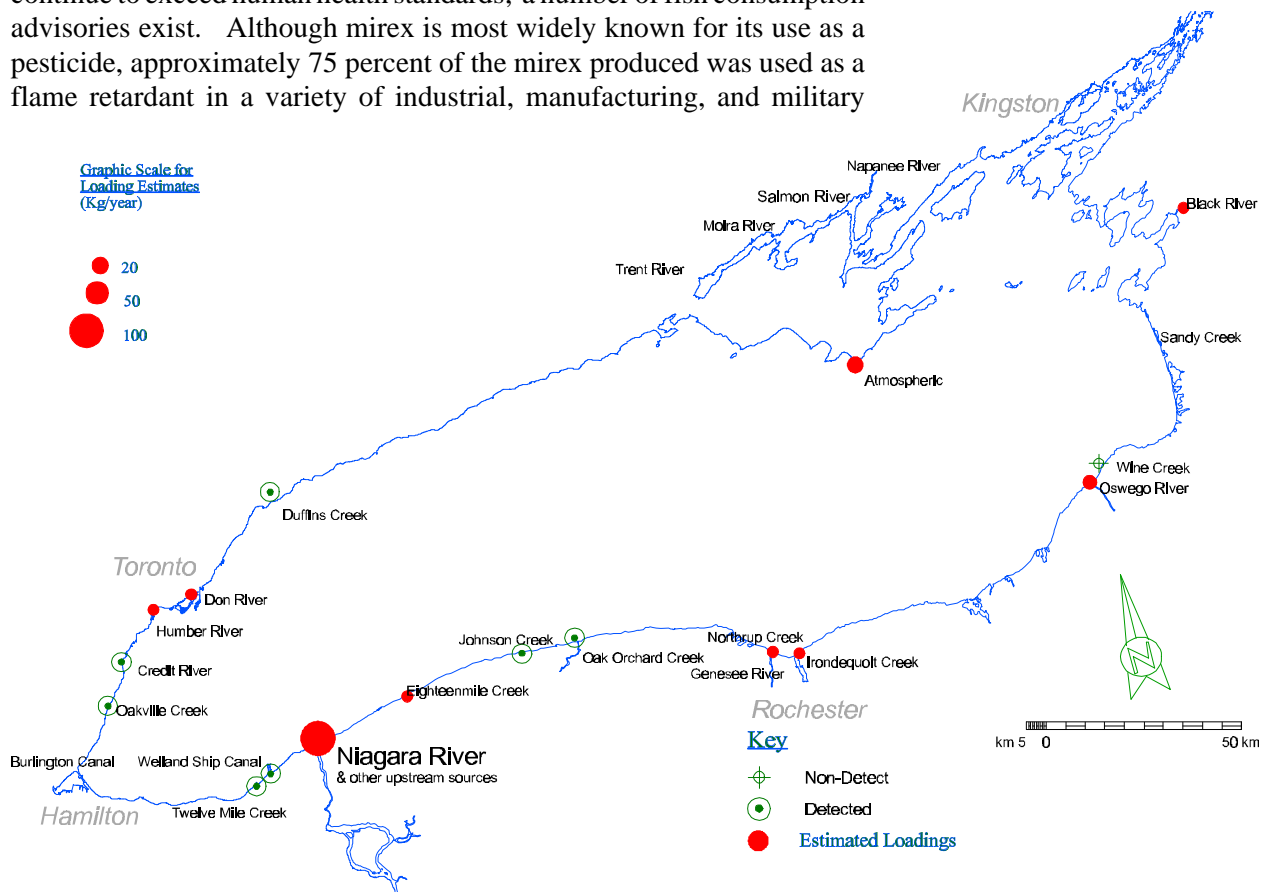 continue to exceed human health standards, a number of fish consumption
advisories exist. Although mirex is most widely known for its use as a
pesticide, approximately 75 percent of the mirex produced was used as a
flame retardant in a variety of industrial, manufacturing, and military
Kingston
Graphic Scale for
Loading Estimates
(Kg/year)
20
50
100
Napanee River
Salmon River
Moira River
Trent River
Black River
Sandy Creek
Atmospheric
Wine Creek
Oswego River
Duffins Creek
Toronto
Don River
Humber River
Credit River
Oakville Creek
Burlington Canal
Hamilton
Welland Ship Canal
Twelve Mile Creek
Niagara River
& other upstream sources
Eighteenmile Creek
Johnson Creek
Oak Orchard Creek
Northrup Creek
Genesee River
Irondequoit Creek
Rochester
N
km 5 0 50 km
Key
Non-Detect
Detected
Estimated Loadings